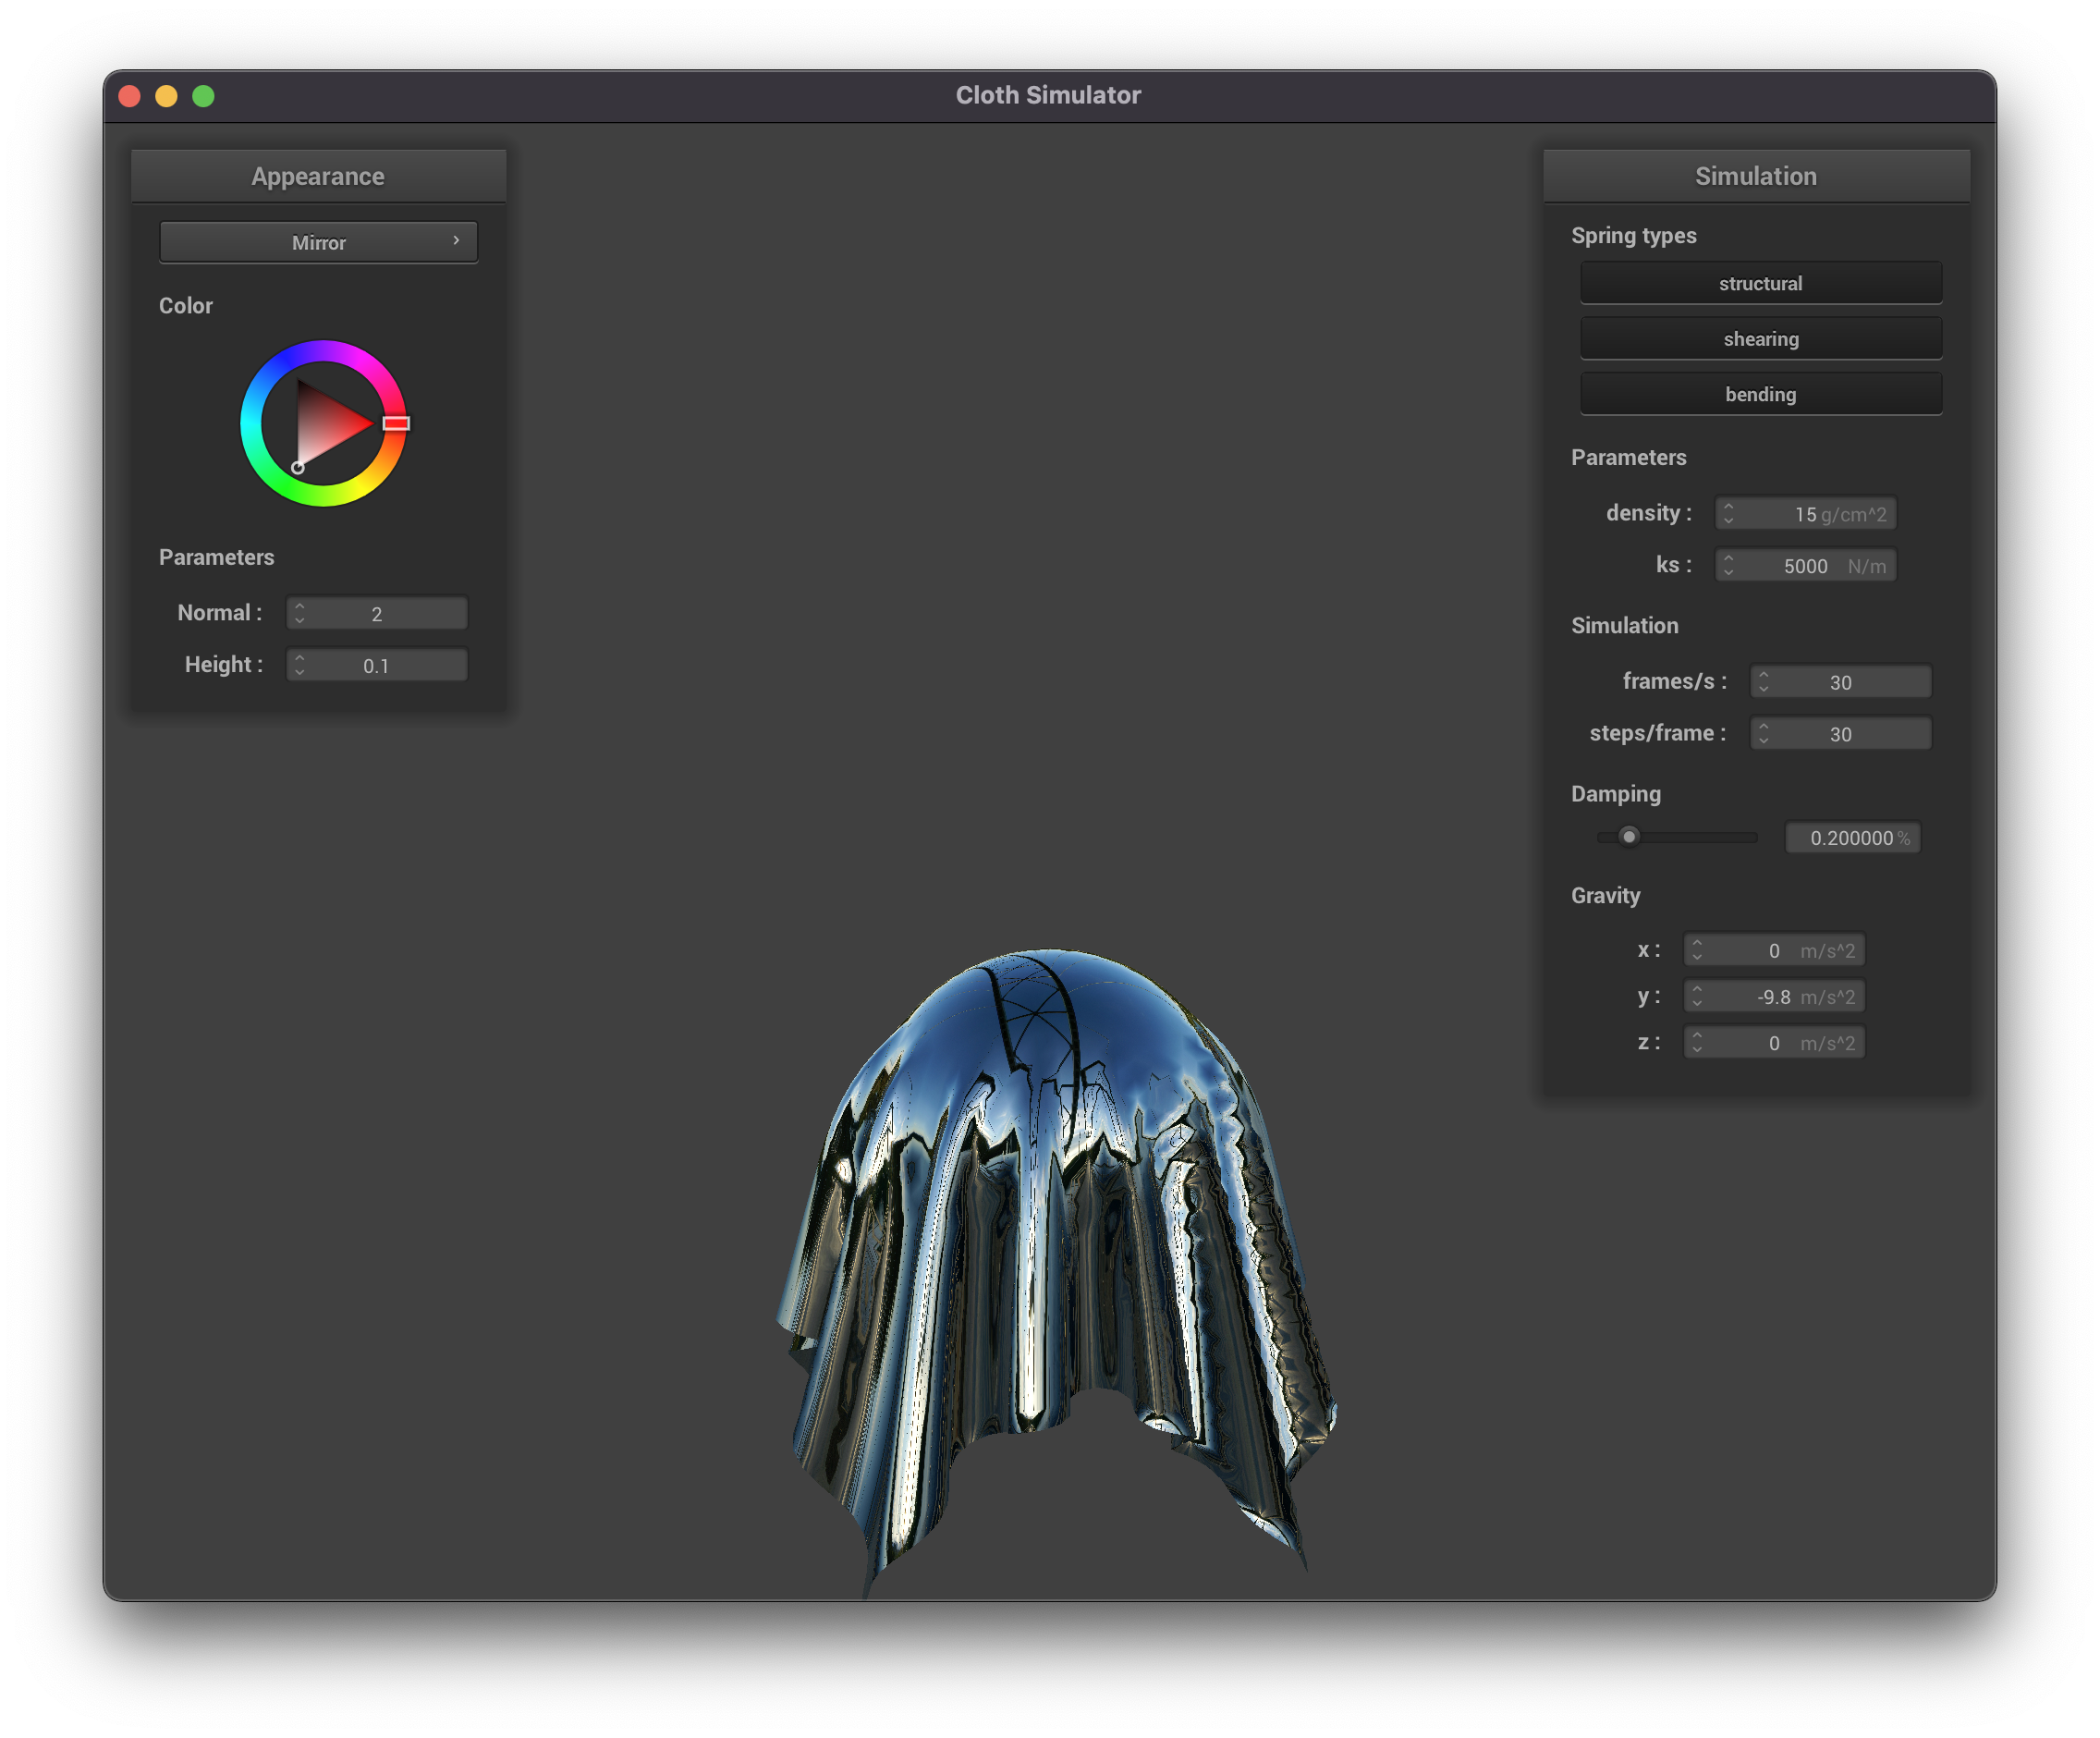 Cloth Simulator
Appearance
Mirror
Color
Parameters
Normal : 2
Height : 0.1
Simulation
Spring types
structural
shearing
bending
Parameters
density : 15 g/cm^2
ks : 5000 N/m
Simulation
frames/s : 30
steps/frame : 30
Damping
0.200000 %
Gravity
x : 0 m/s^2
y : -9.8 m/s^2
z : 0 m/s^2